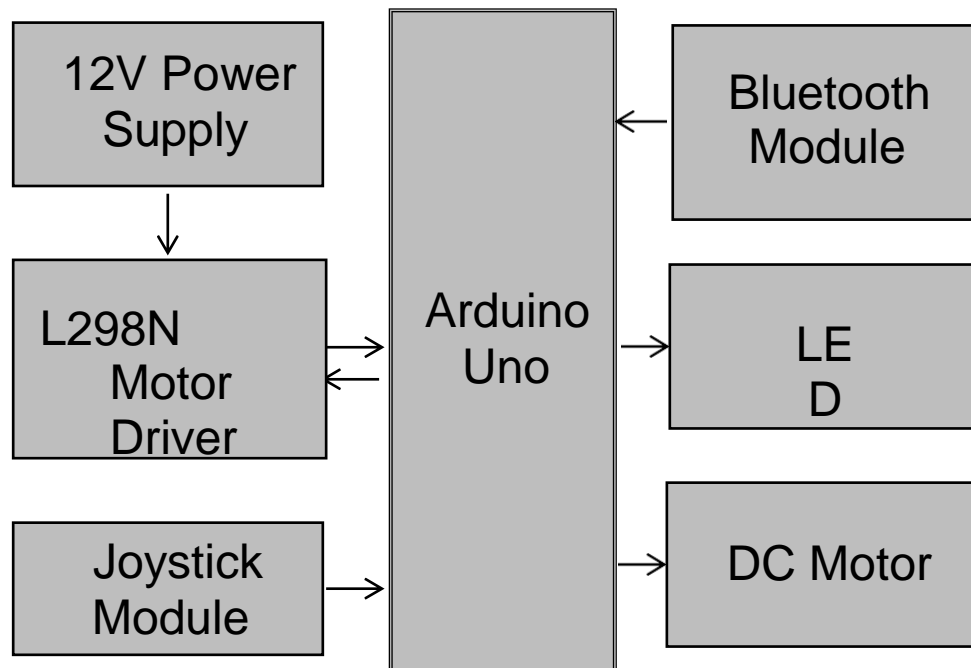 12V Power
Supply
L298N
Motor
Driver
Joystick
Module
Arduino
Uno
Bluetooth
Module
LE
D
DC Motor